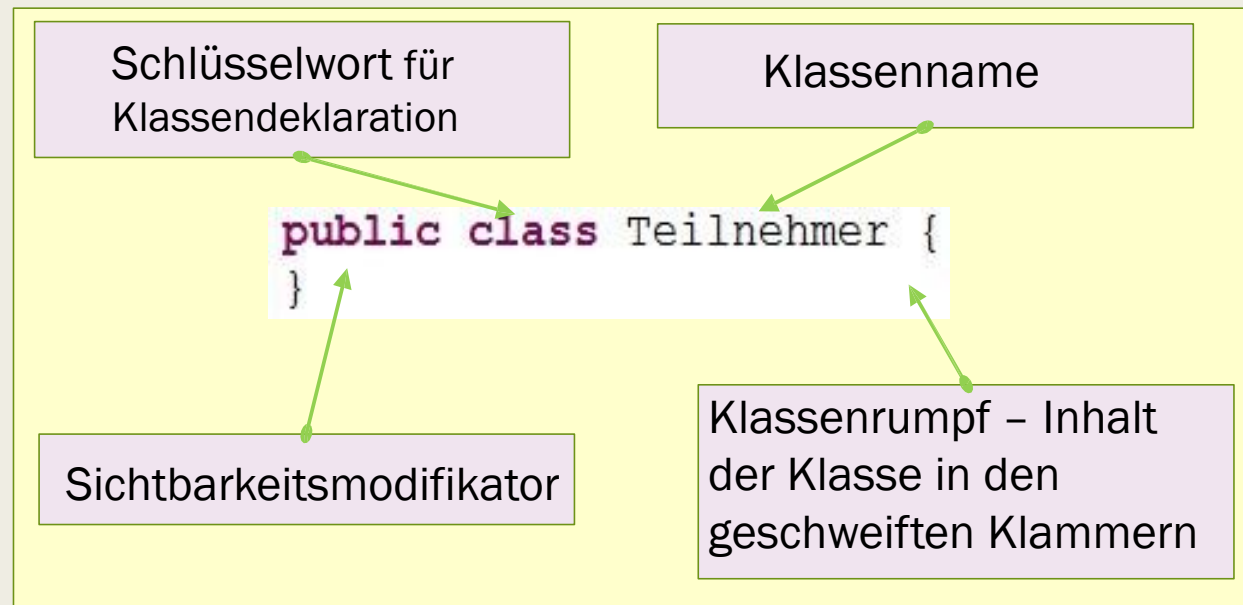 Schlüsselwort für
Klassendeklaration
Klassenname
public class Teilnehmer {
}
Sichtbarkeitsmodifikator
Klassenrumpf – Inhalt
der Klasse in den
geschweiften Klammern